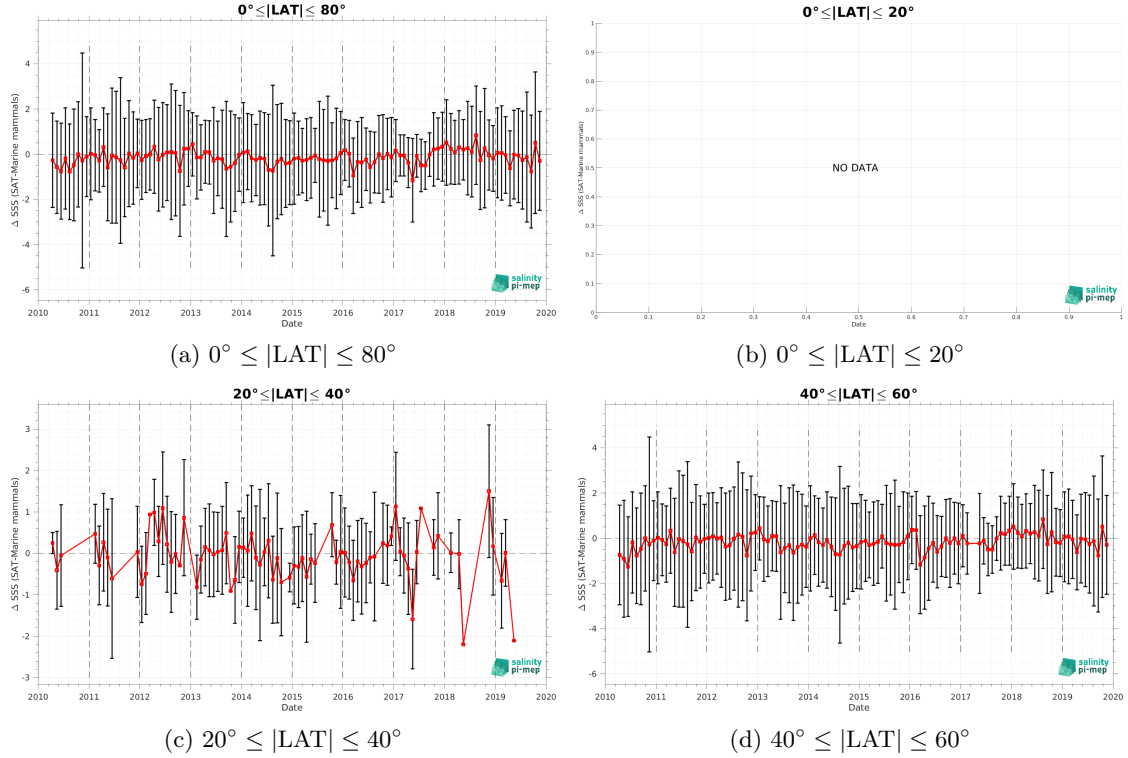 0°≤|LAT|≤ 80°
Δ SSS (SAT-Marine mammals)
4
2
0
-2
-4
-6
2010 2011 2012 2013 2014 2015 2016 2017 2018 2019 2020
Date
salinity
pi-mep
(a) 0° ≤ |LAT| ≤ 80°
0°≤|LAT|≤ 20°
Δ SSS (SAT-Marine mammals)
1
0.9
0.8
0.7
0.6
0.5
0.4
0.3
0.2
0.1
0
NO DATA
0 0.1 0.2 0.3 0.4 0.5 0.6 0.7 0.8 0.9 1
Date
salinity
pi-mep
(b) 0° ≤ |LAT| ≤ 20°
20°≤|LAT|≤ 40°
Δ SSS (SAT-Marine mammals)
3
2
1
0
-1
-2
-3
2010 2011 2012 2013 2014 2015 2016 2017 2018 2019 2020
Date
salinity
pi-mep
(c) 20° ≤ |LAT| ≤ 40°
40°≤|LAT|≤ 60°
Δ SSS (SAT-Marine mammals)
4
2
0
-2
-4
-6
2010 2011 2012 2013 2014 2015 2016 2017 2018 2019 2020
Date
salinity
pi-mep
(d) 40° ≤ |LAT| ≤ 60°